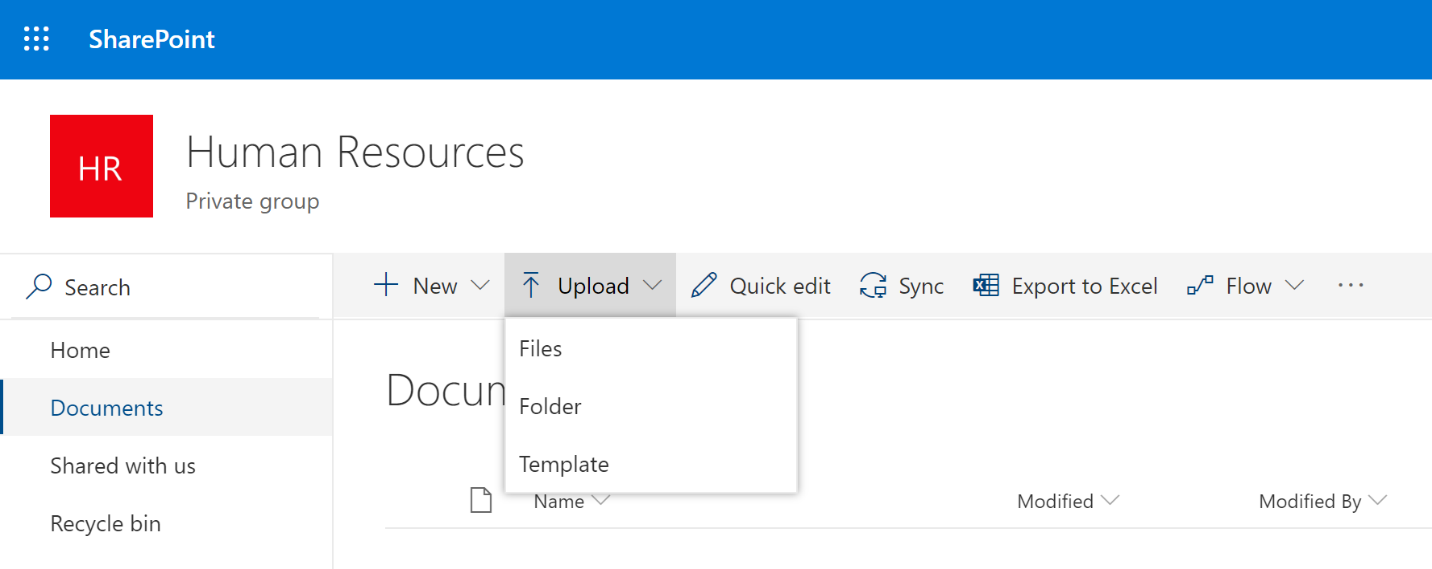 SharePoint
HR
Human Resources
Private group
Search
New Upload Quick edit Sync Export to Excel Flow ...
Home
Documents
Shared with us
Recycle bin
Files
Folder
Template
Docum
Name Modified Modified By